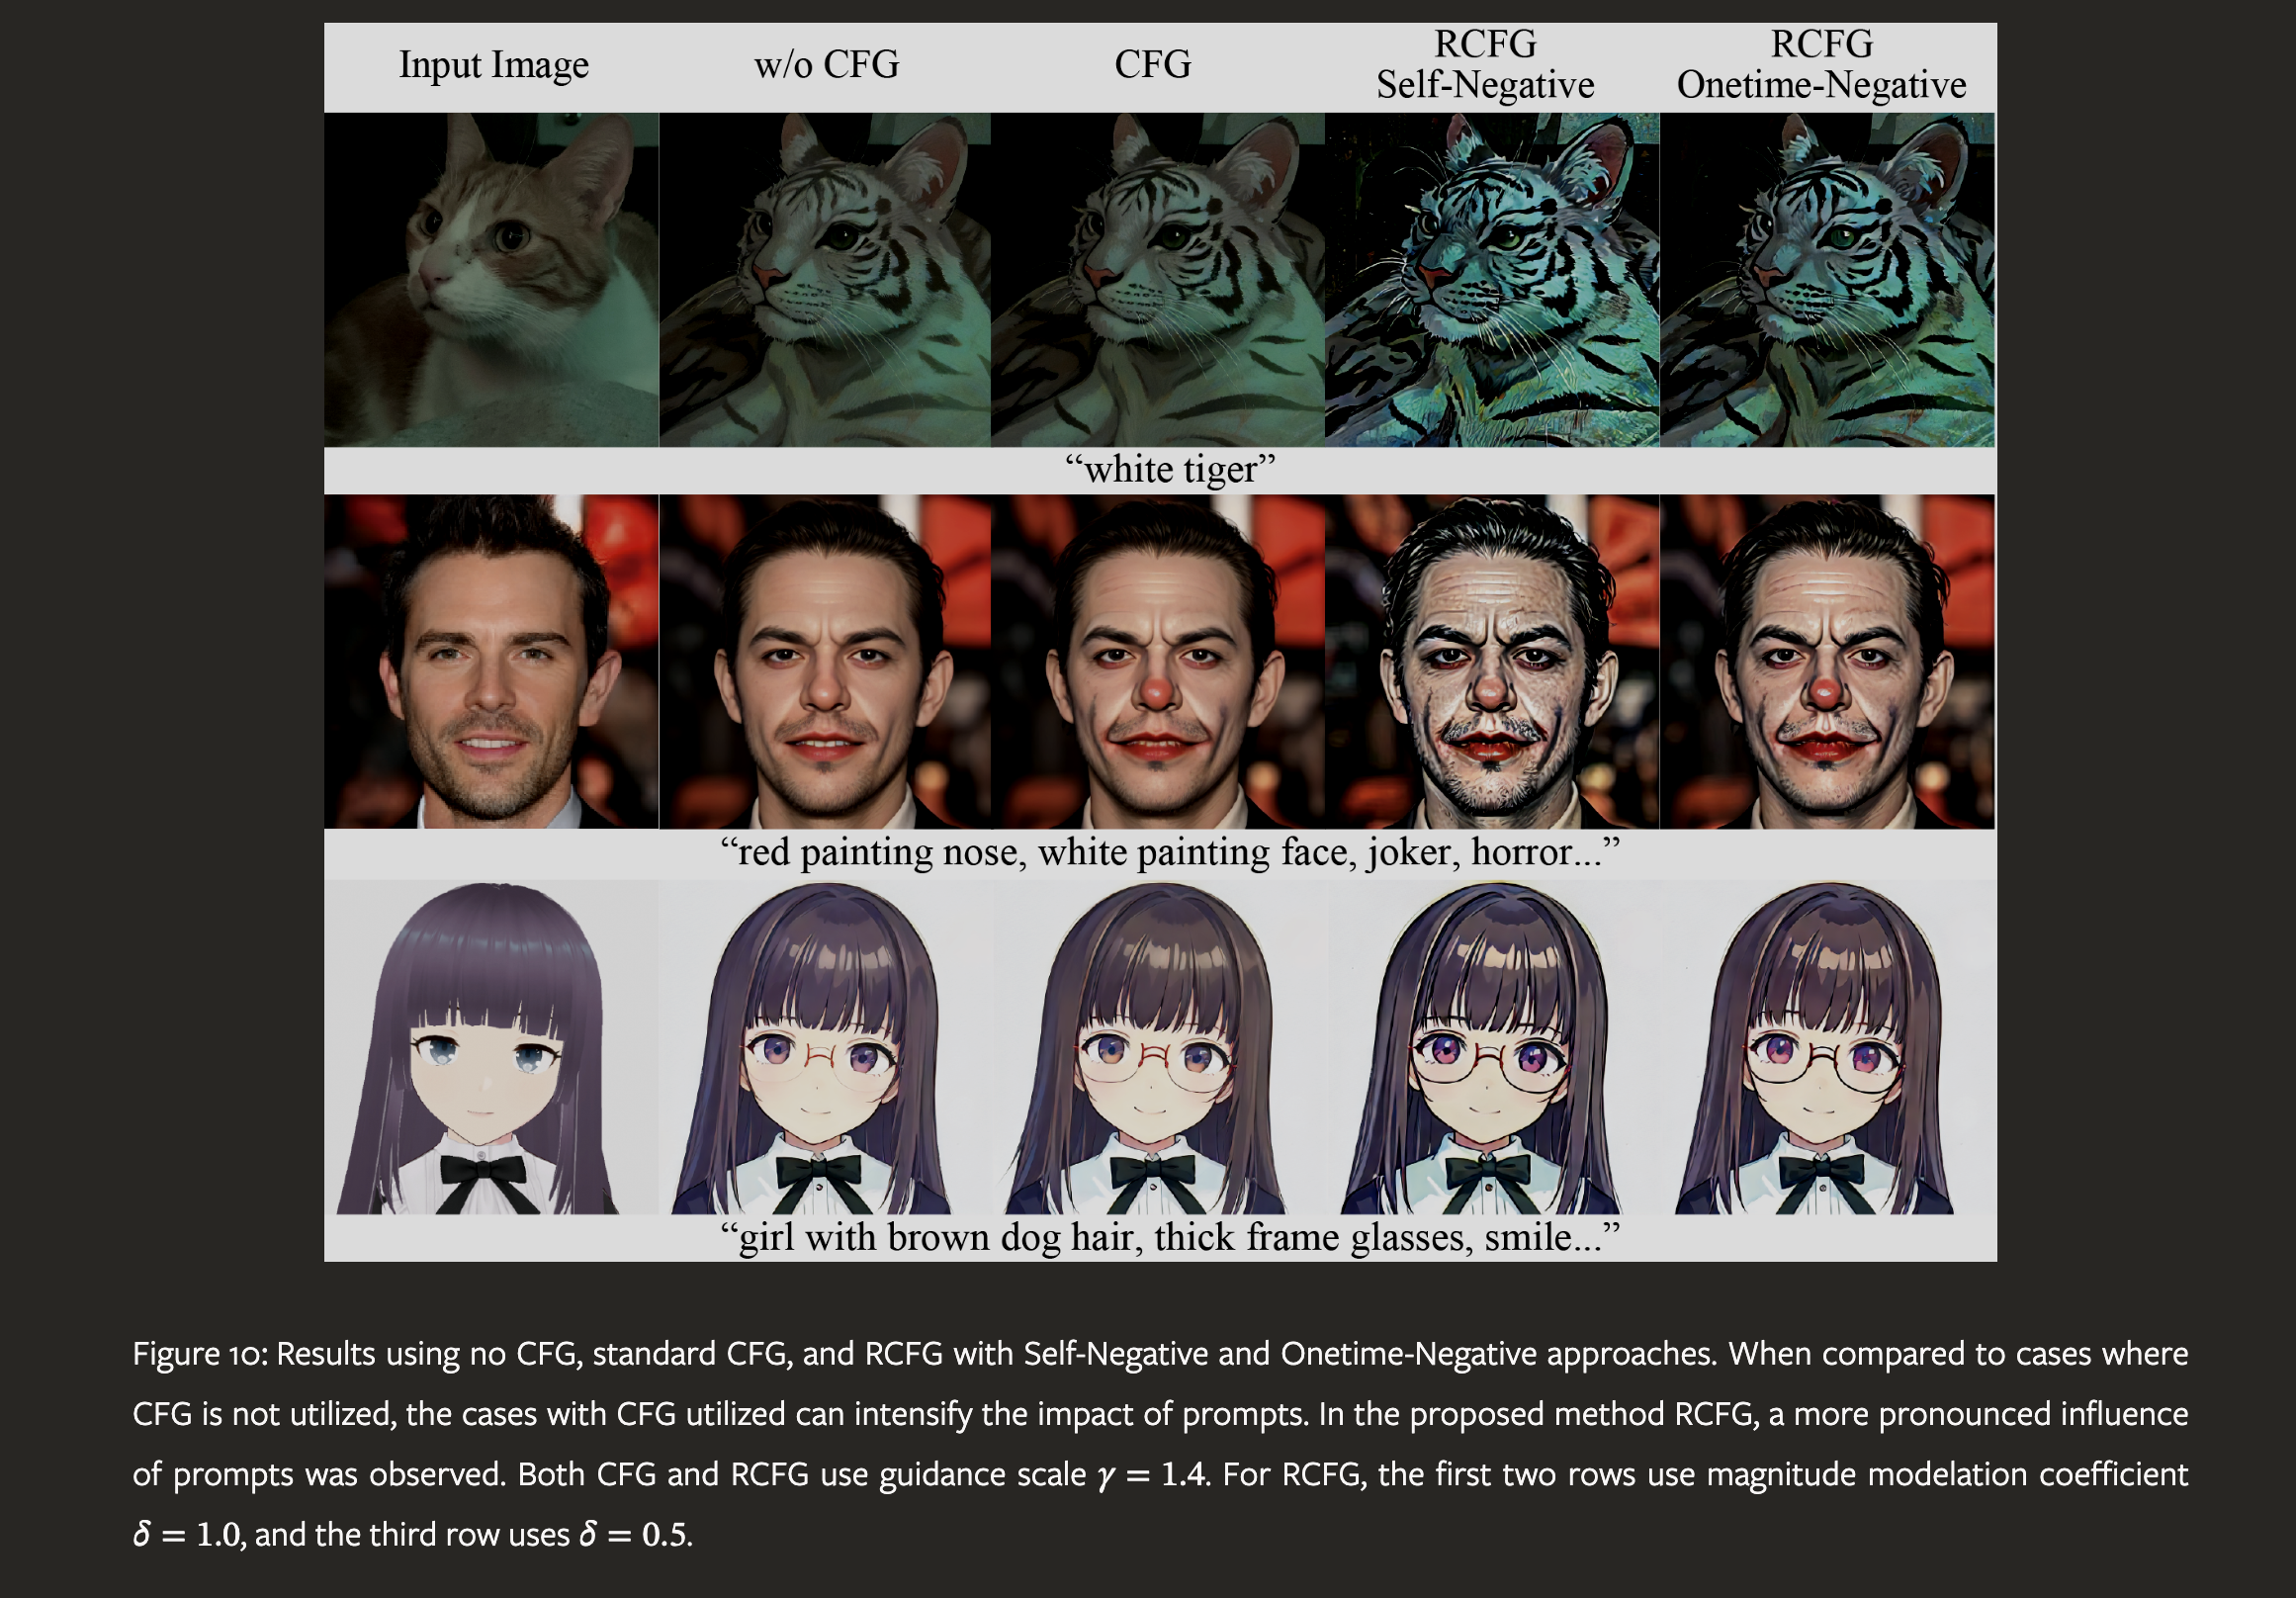 Input Image
w/o CFG
CFG
RCFG
Self-Negative
RCFG
Onetime-Negative
“white tiger”
“red painting nose, white painting face, joker, horror...”
“girl with brown dog hair, thick frame glasses, smile...”
Figure 10: Results using no CFG, standard CFG, and RCFG with Self-Negative and Onetime-Negative approaches. When compared to cases where
CFG is not utilized, the cases with CFG utilized can intensify the impact of prompts. In the proposed method RCFG, a more pronounced influence
of prompts was observed. Both CFG and RCFG use guidance scale γ = 1.4. For RCFG, the first two rows use magnitude modelation coefficient
δ = 1.0, and the third row uses δ = 0.5.